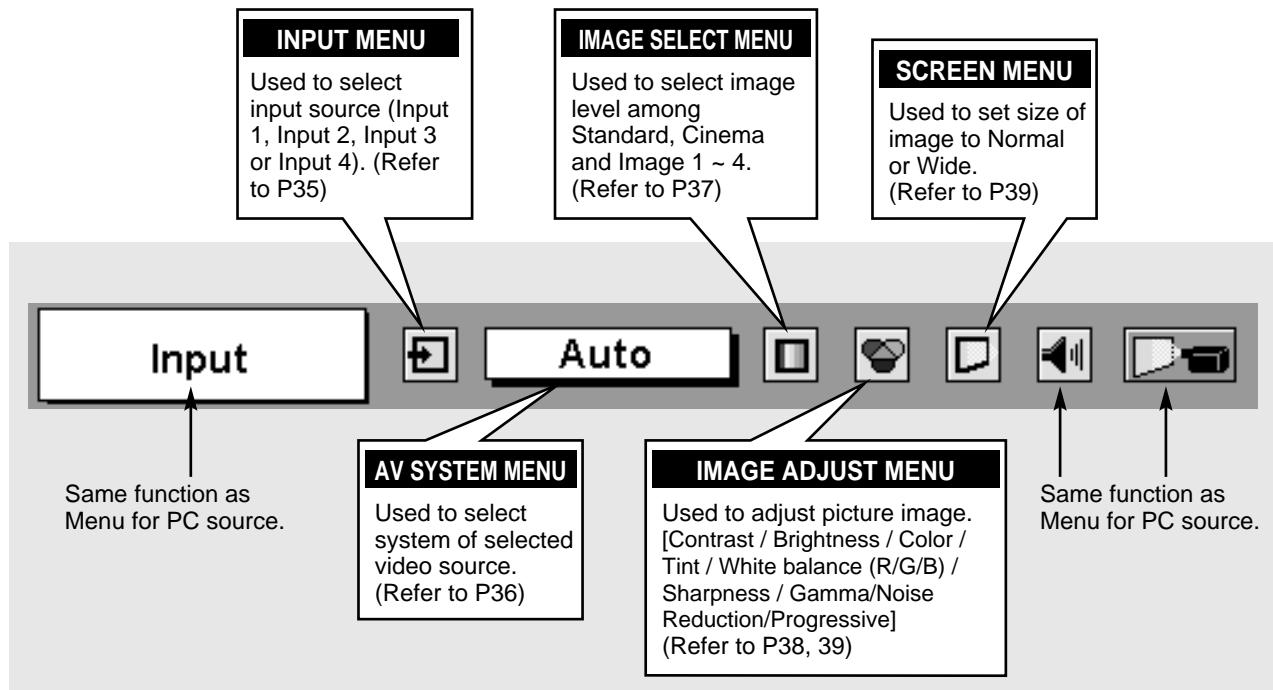 INPUT MENU
Used to select
input source (Input
1, Input 2, Input 3
or Input 4). (Refer
to P35)
IMAGE SELECT MENU
Used to select image
level among
Standard, Cinema
and Image 1 ~ 4.
(Refer to P37)
SCREEN MENU
Used to set size of
image to Normal
or Wide.
(Refer to P39)
Input
Auto
Same function as
Menu for PC source.
AV SYSTEM MENU
Used to select
system of selected
video source.
(Refer to P36)
IMAGE ADJUST MENU
Used to adjust picture image.
[Contrast / Brightness / Color /
Tint / White balance (R/G/B) /
Sharpness / Gamma/Noise
Reduction/Progressive]
(Refer to P38, 39)
Same function as
Menu for PC source.